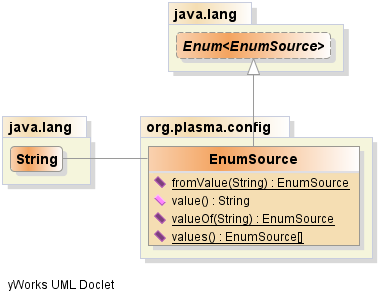 java.lang
Enum<EnumSource>
java.lang
String
org.plasma.config
EnumSource
fromValue(String) : EnumSource
value() : String
valueOf(String) : EnumSource
values() : EnumSource[]
yWorks UML Doclet